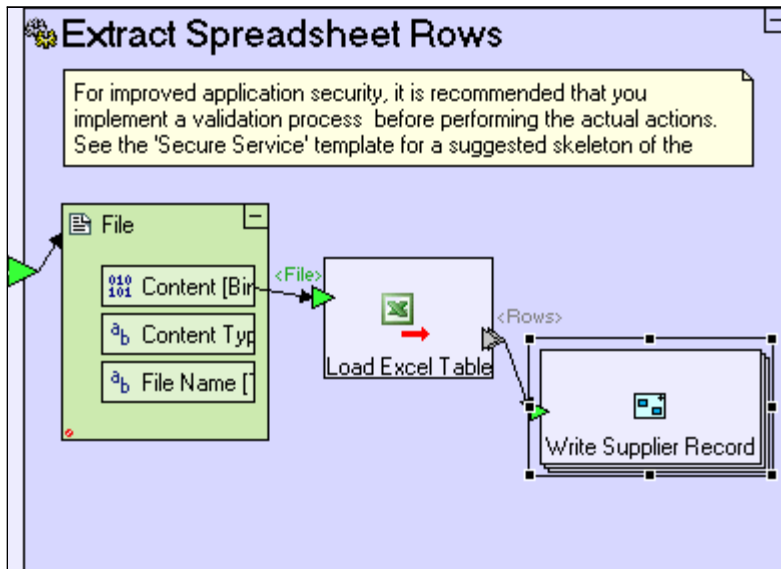 Extract Spreadsheet Rows
For improved application security, it is recommended that you
implement a validation process before performing the actual actions.
See the 'Secure Service' template for a suggested skeleton of the
File
010
101
Content [Bin
ab
Content Typ
ab
File Name [T
<File>
Load Excel Table
<Rows>
Write Supplier Record